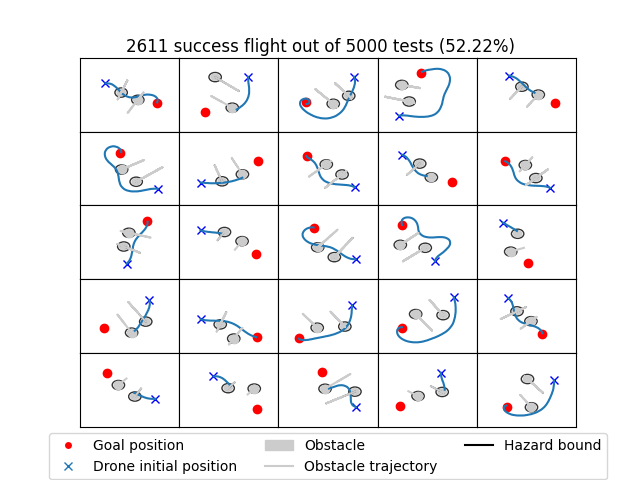 2611 success flight out of 5000 tests (52.22%)
Goal position
Obstacle
Hazard bound
Drone initial position
Obstacle trajectory